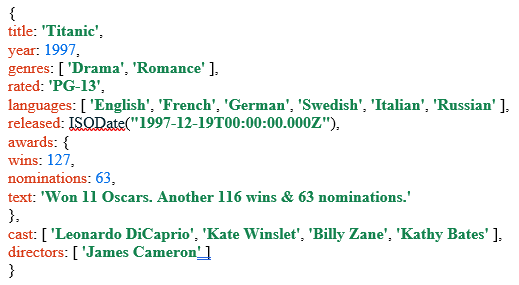 {
title: 'Titanic',
year: 1997,
genres: [ 'Drama', 'Romance' ],
rated: 'PG-13',
languages: [ 'English', 'French', 'German', 'Swedish', 'Italian', 'Russian' ],
released: ISODate("1997-12-19T00:00:00.000Z"),
awards: {
wins: 127,
nominations: 63,
text: 'Won 11 Oscars. Another 116 wins & 63 nominations.'
},
cast: [ 'Leonardo DiCaprio', 'Kate Winslet', 'Billy Zane', 'Kathy Bates' ],
directors: [ 'James Cameron' ]
}